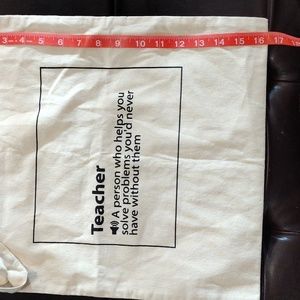 3 4 5 6 7 8 9 10 11 12 13 14 15 16 17 18
Teacher
A person who helps you
solve problems you'd never
have without them